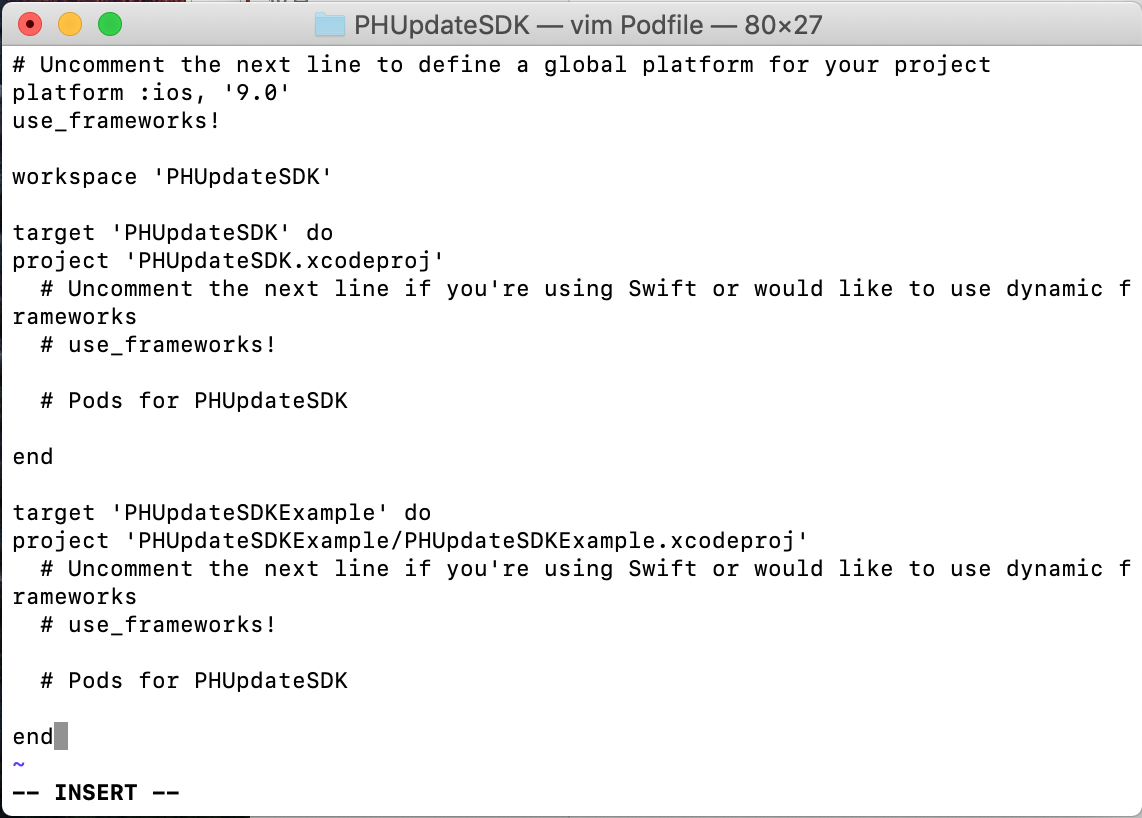 PHUpdateSDK — vim Podfile — 80×27
# Uncomment the next line to define a global platform for your project
platform :ios, '9.0'
use_frameworks!
workspace 'PHUpdateSDK'
target 'PHUpdateSDK' do
project 'PHUpdateSDK.xcodeproj'
  # Uncomment the next line if you're using Swift or would like to use dynamic f
rameworks
  # use_frameworks!
  # Pods for PHUpdateSDK
end
target 'PHUpdateSDKExample' do
project 'PHUpdateSDKExample/PHUpdateSDKExample.xcodeproj'
  # Uncomment the next line if you're using Swift or would like to use dynamic f
rameworks
  # use_frameworks!
  # Pods for PHUpdateSDK
end
~
-- INSERT --